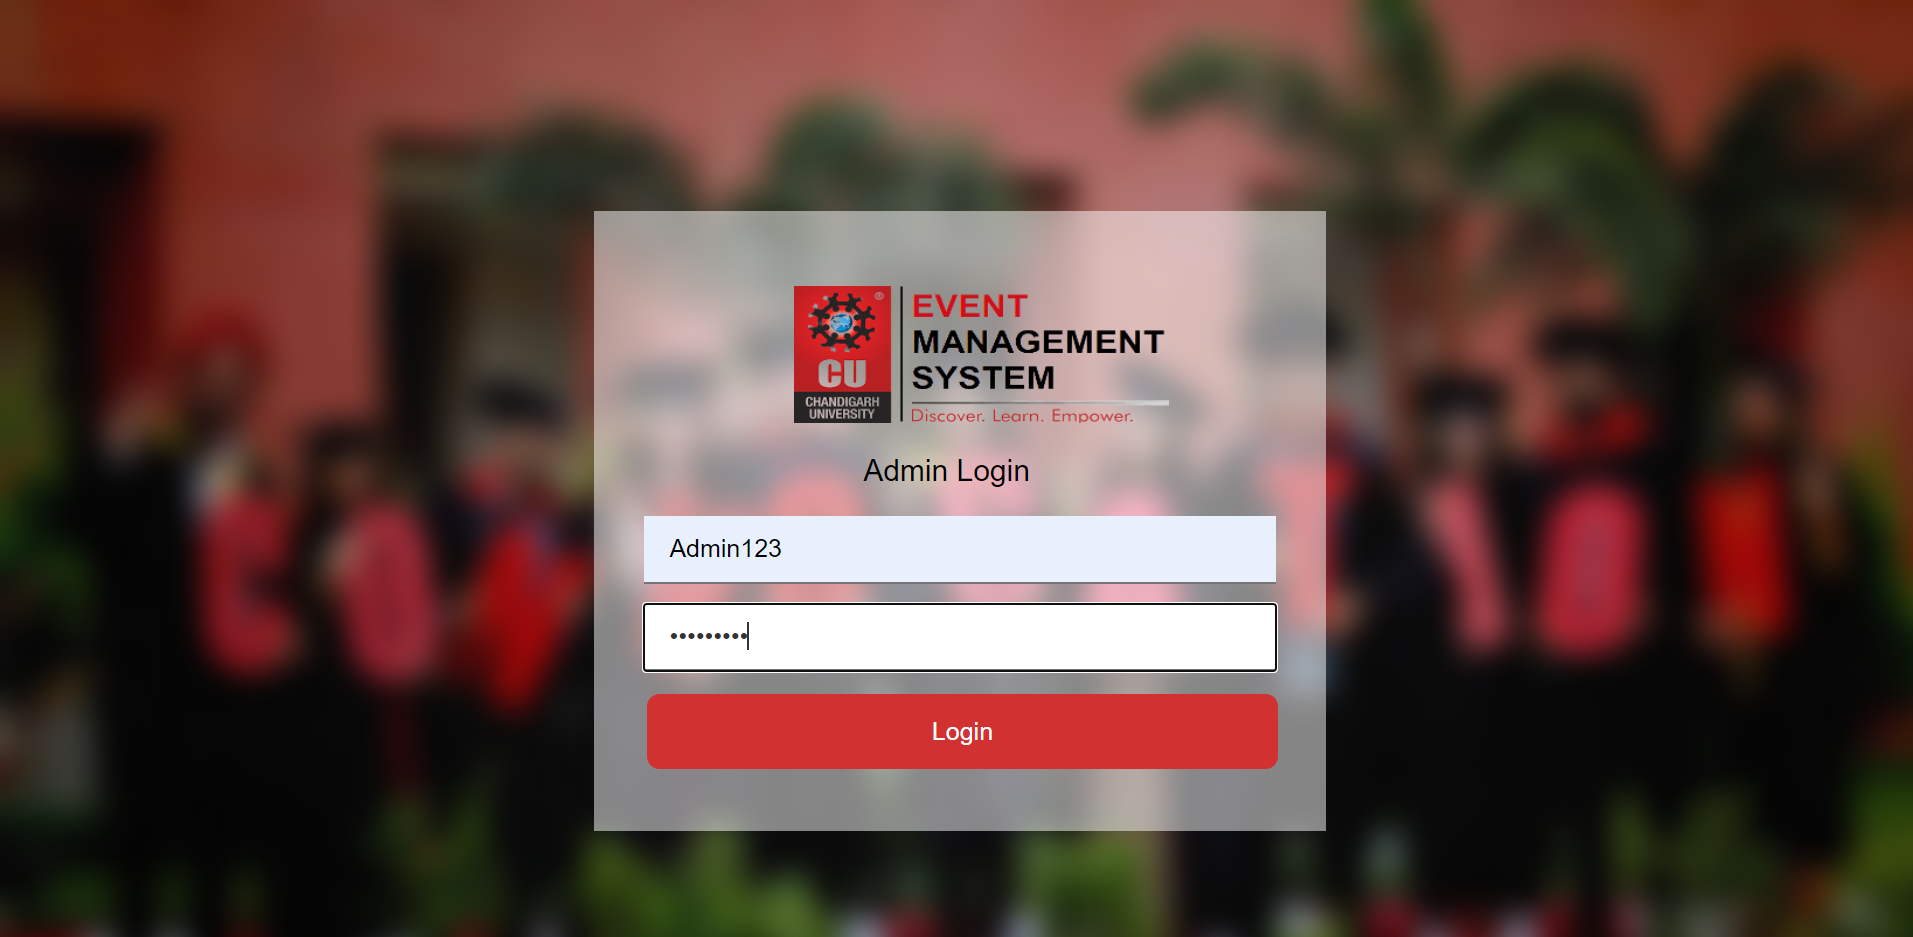 ®
CU
CHANDIGARH
UNIVERSITY
EVENT
MANAGEMENT
SYSTEM
Discover. Learn. Empower.
Admin Login
Admin123
•••••••••
Login